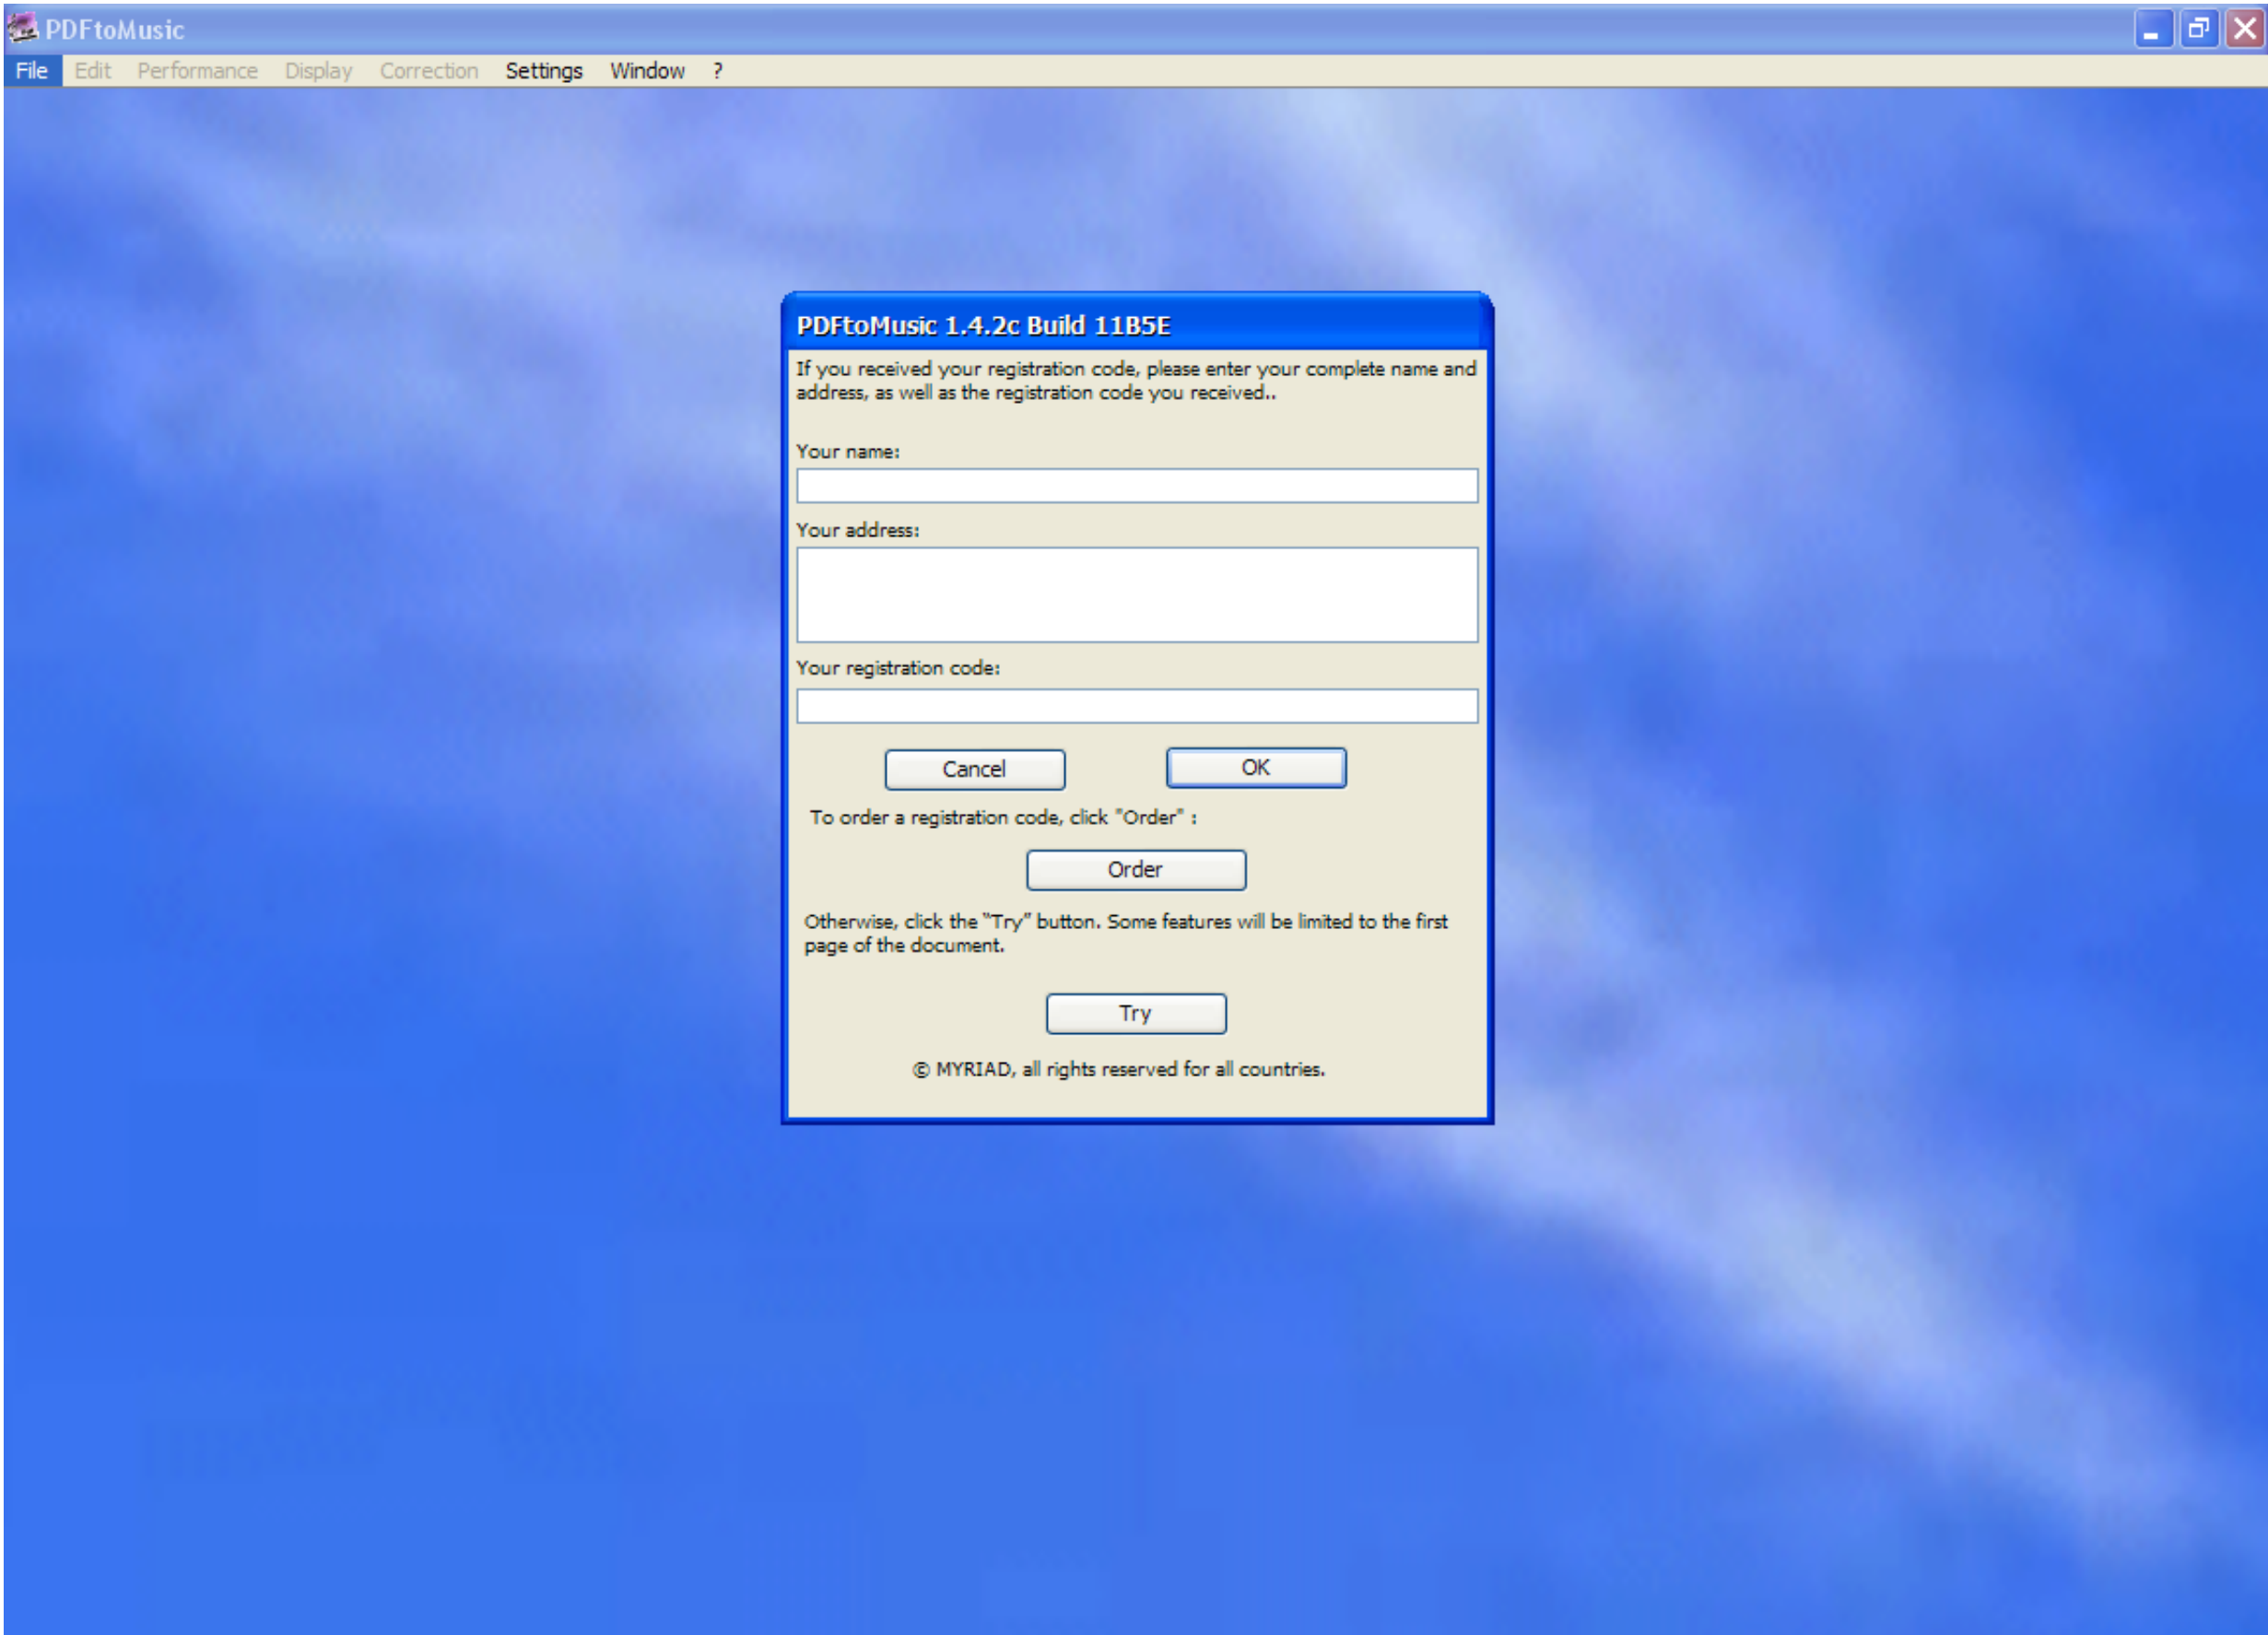 PDFtoMusic
File Edit Performance Display Correction Settings Window ?
PDFtoMusic 1.4.2c Build 11B5E
If you received your registration code, please enter your complete name and
address, as well as the registration code you received..
Your name:
Your address:
Your registration code:
Cancel OK
To order a registration code, click "Order" :
Order
Otherwise, click the "Try" button. Some features will be limited to the first
page of the document.
Try
© MYRIAD, all rights reserved for all countries.